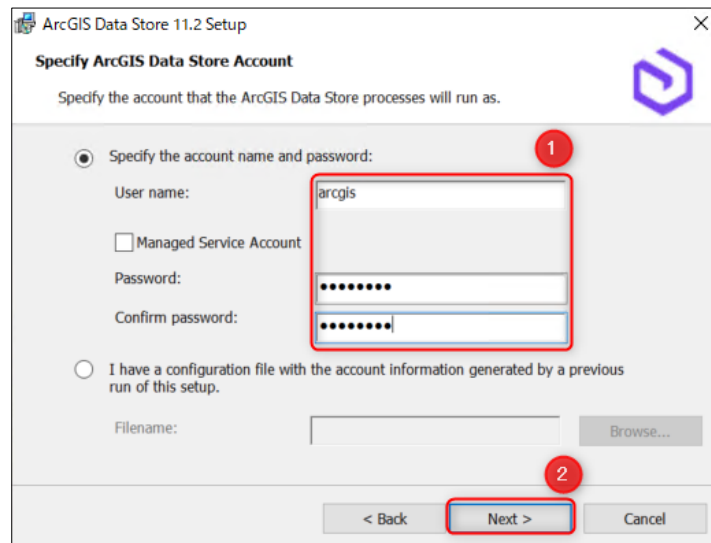 ArcGIS Data Store 11.2 Setup
Specify ArcGIS Data Store Account
Specify the account that the ArcGIS Data Store processes will run as.
Specify the account name and password:
1
User name:
arcgis
Managed Service Account
Password:
••••••••
Confirm password:
••••••••
I have a configuration file with the account information generated by a previous
run of this setup.
Filename:
Browse...
2
< Back
Next >
Cancel